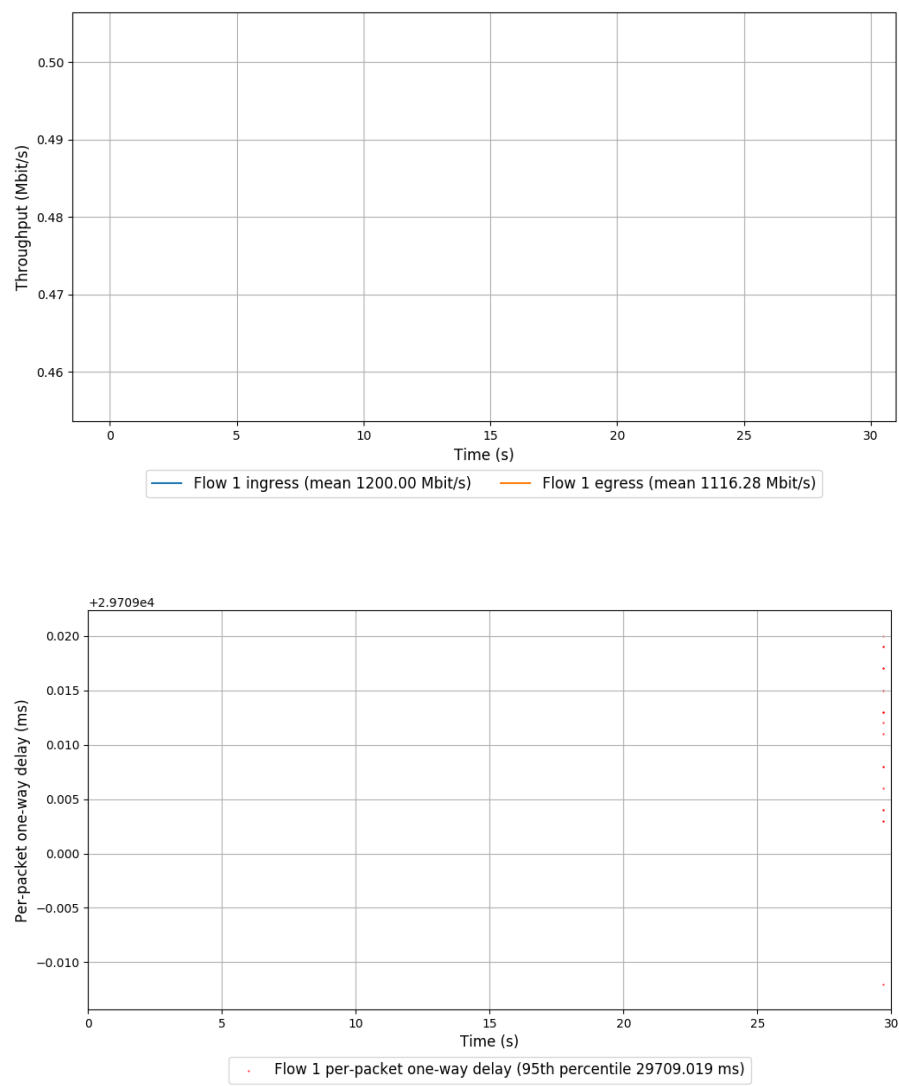 0.50
0.49
0.48
0.47
0.46
Throughput (Mbit/s)
0 5 10 15 20 25 30
Time (s)
Flow 1 ingress (mean 1200.00 Mbit/s) Flow 1 egress (mean 1116.28 Mbit/s)
+2.9709e4
0.020
0.015
0.010
0.005
0.000
−0.005
−0.010
Per-packet one-way delay (ms)
0 5 10 15 20 25 30
Time (s)
Flow 1 per-packet one-way delay (95th percentile 29709.019 ms)